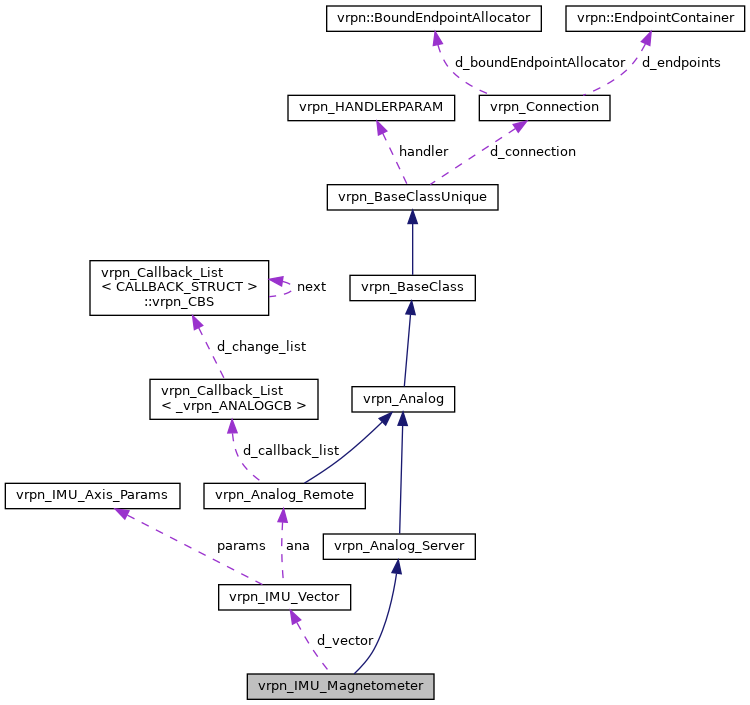 vrpn::BoundEndpointAllocator
vrpn::EndpointContainer
d_boundEndpointAllocator
d_endpoints
vrpn_HANDLERPARAM
vrpn_Connection
handler
d_connection
vrpn_BaseClassUnique
vrpn_Callback_List
< CALLBACK_STRUCT >
::vrpn_CBS
next
vrpn_BaseClass
d_change_list
vrpn_Callback_List
< _vrpn_ANALOGCB >
vrpn_Analog
d_callback_list
vrpn_IMU_Axis_Params
vrpn_Analog_Remote
params
ana
vrpn_Analog_Server
vrpn_IMU_Vector
d_vector
vrpn_IMU_Magnetometer